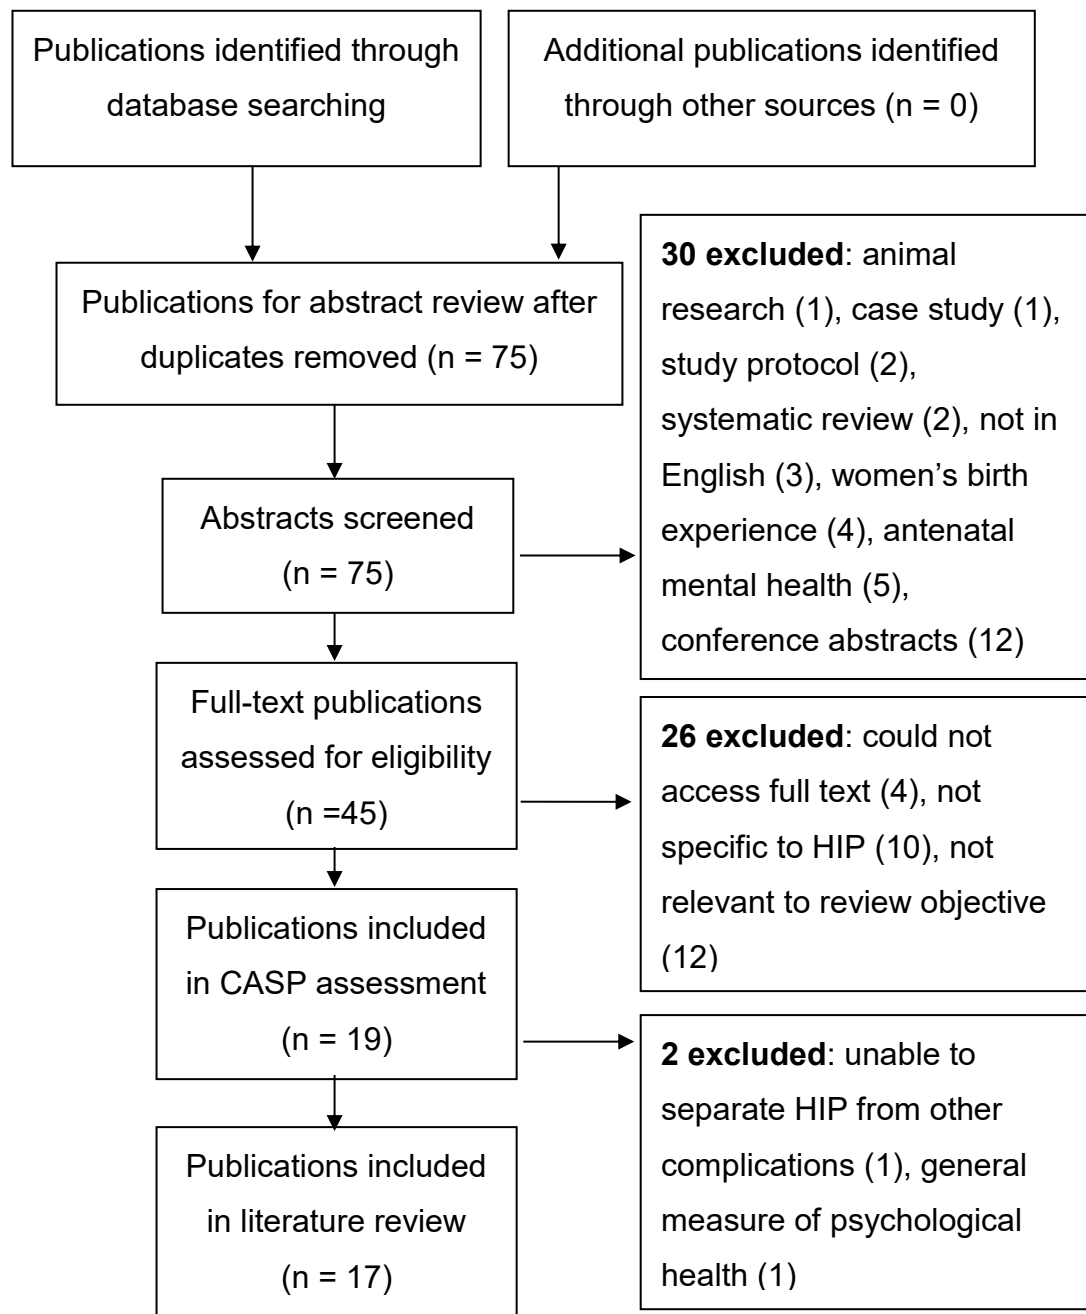 Publications identified through
database searching
Additional publications identified
through other sources (n = 0)
Publications for abstract review after
duplicates removed (n = 75)
Abstracts screened
(n = 75)
30 excluded: animal
research (1), case study (1),
study protocol (2),
systematic review (2), not in
English (3), women’s birth
experience (4), antenatal
mental health (5),
conference abstracts (12)
Full-text publications
assessed for eligibility
(n =45)
26 excluded: could not
access full text (4), not
specific to HIP (10), not
relevant to review objective
(12)
Publications included
in CASP assessment
(n = 19)
2 excluded: unable to
separate HIP from other
complications (1), general
measure of psychological
health (1)
Publications included
in literature review
(n = 17)